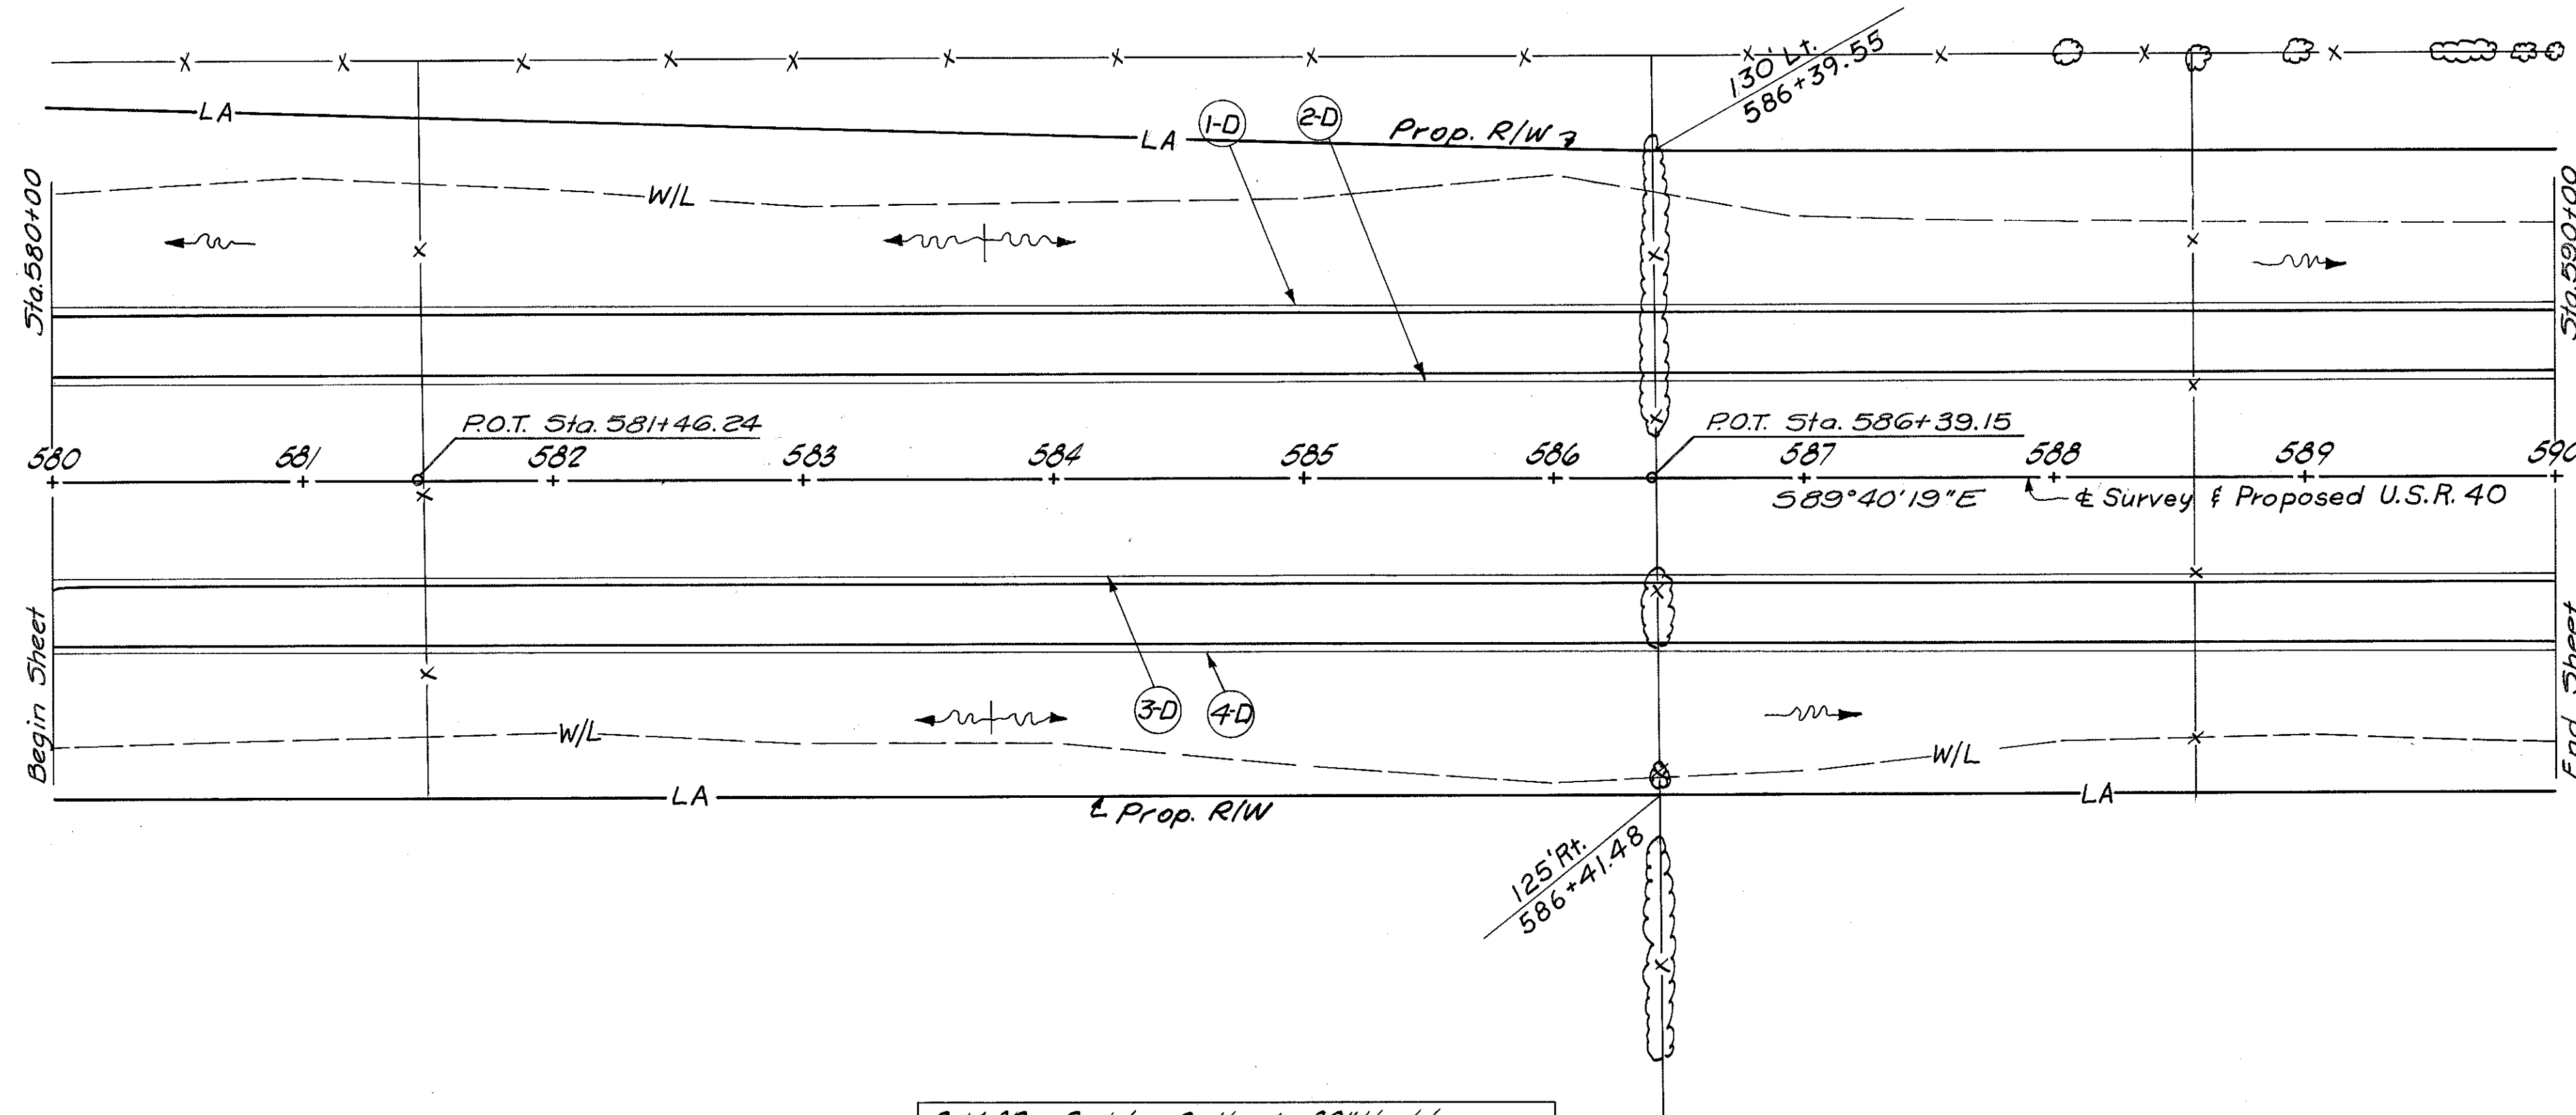 130' Lt.
586+39.55
LA
LA
1-D
2-D
Prop. R/W
W/L
Sta. 580+00
Sta. 590+00
P.O.T. Sta. 581+46.24
P.O.T. Sta. 586+39.15
580 581 582 583 584 585 586 587 588 589 590
S89°40'19"E
℄ Survey & Proposed U.S.R. 40
Begin Sheet
End Sheet
3-D
4-D
W/L
W/L
LA
LA
Prop. R/W
125' Rt.
586+41.48